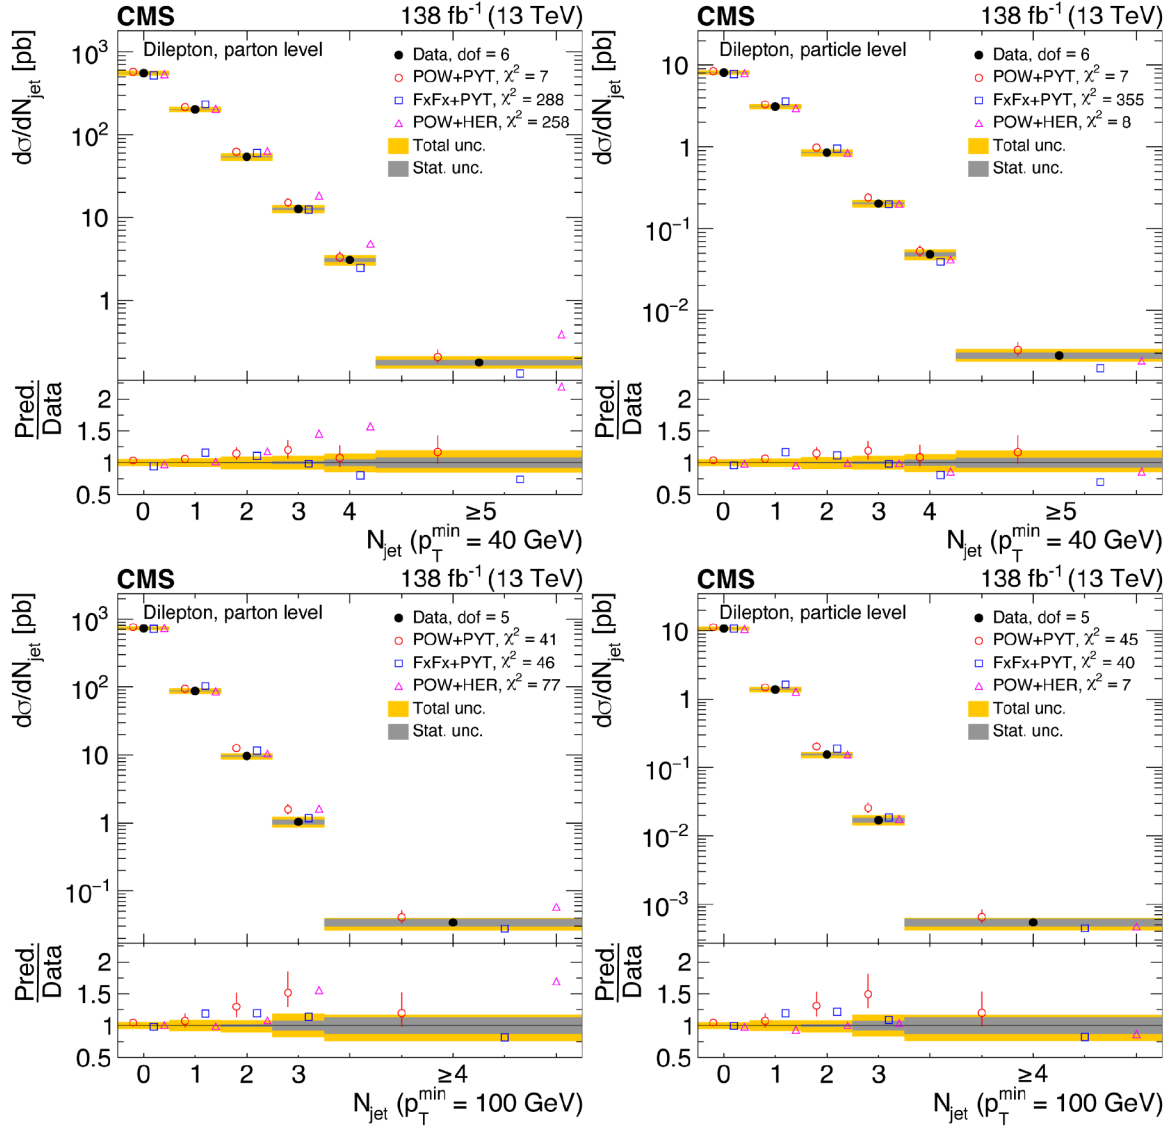 CMS 138 fb⁻¹ (13 TeV)
dσ/dN_jet [pb]
Dilepton, parton level
Data, dof = 6
POW+PYT, χ² = 7
FxFx+PYT, χ² = 288
POW+HER, χ² = 258
Total unc.
Stat. unc.
10³
10²
10
1
Pred.
Data
2
1.5
1
0.5
0 1 2 3 4 ≥5
N_jet (p_T^min = 40 GeV)
CMS 138 fb⁻¹ (13 TeV)
dσ/dN_jet [pb]
Dilepton, particle level
Data, dof = 6
POW+PYT, χ² = 7
FxFx+PYT, χ² = 355
POW+HER, χ² = 8
Total unc.
Stat. unc.
10
1
10⁻¹
10⁻²
Pred.
Data
2
1.5
1
0.5
0 1 2 3 4 ≥5
N_jet (p_T^min = 40 GeV)
CMS 138 fb⁻¹ (13 TeV)
dσ/dN_jet [pb]
Dilepton, parton level
Data, dof = 5
POW+PYT, χ² = 41
FxFx+PYT, χ² = 46
POW+HER, χ² = 77
Total unc.
Stat. unc.
10³
10²
10
1
10⁻¹
Pred.
Data
2
1.5
1
0.5
0 1 2 3 ≥4
N_jet (p_T^min = 100 GeV)
CMS 138 fb⁻¹ (13 TeV)
dσ/dN_jet [pb]
Dilepton, particle level
Data, dof = 5
POW+PYT, χ² = 45
FxFx+PYT, χ² = 40
POW+HER, χ² = 7
Total unc.
Stat. unc.
10
1
10⁻¹
10⁻²
10⁻³
Pred.
Data
2
1.5
1
0.5
0 1 2 3 ≥4
N_jet (p_T^min = 100 GeV)